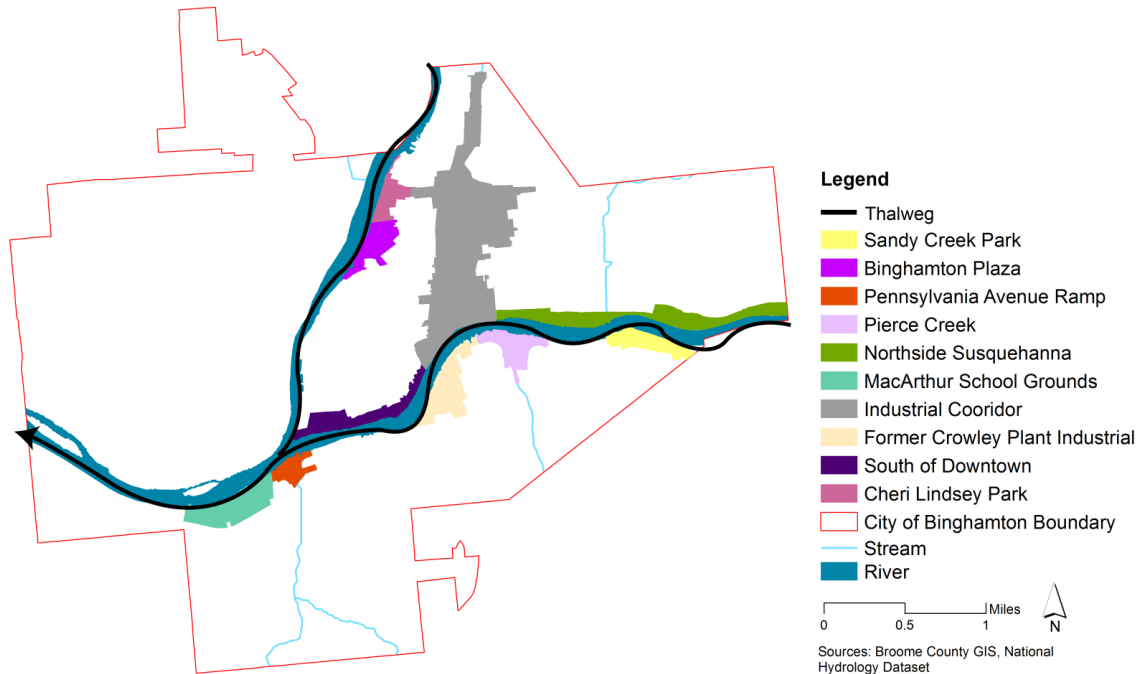 Legend
Thalweg
Sandy Creek Park
Binghamton Plaza
Pennsylvania Avenue Ramp
Pierce Creek
Northside Susquehanna
MacArthur School Grounds
Industrial Cooridor
Former Crowley Plant Industrial
South of Downtown
Cheri Lindsey Park
City of Binghamton Boundary
Stream
River
Miles
0 0.5 1
N
Sources: Broome County GIS, National
Hydrology Dataset